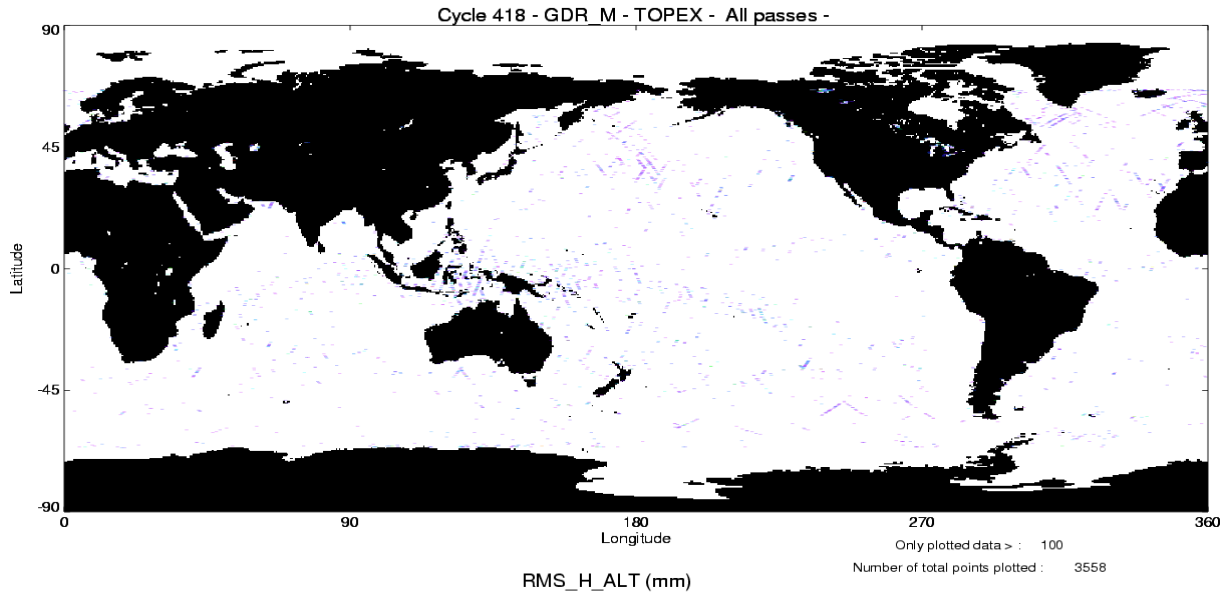 Cycle 418 - GDR_M - TOPEX - All passes -
90
45
0
-45
-90
Latitude
0 90 180 270 360
Longitude
Only plotted data > : 100
Number of total points plotted : 3558
RMS_H_ALT (mm)